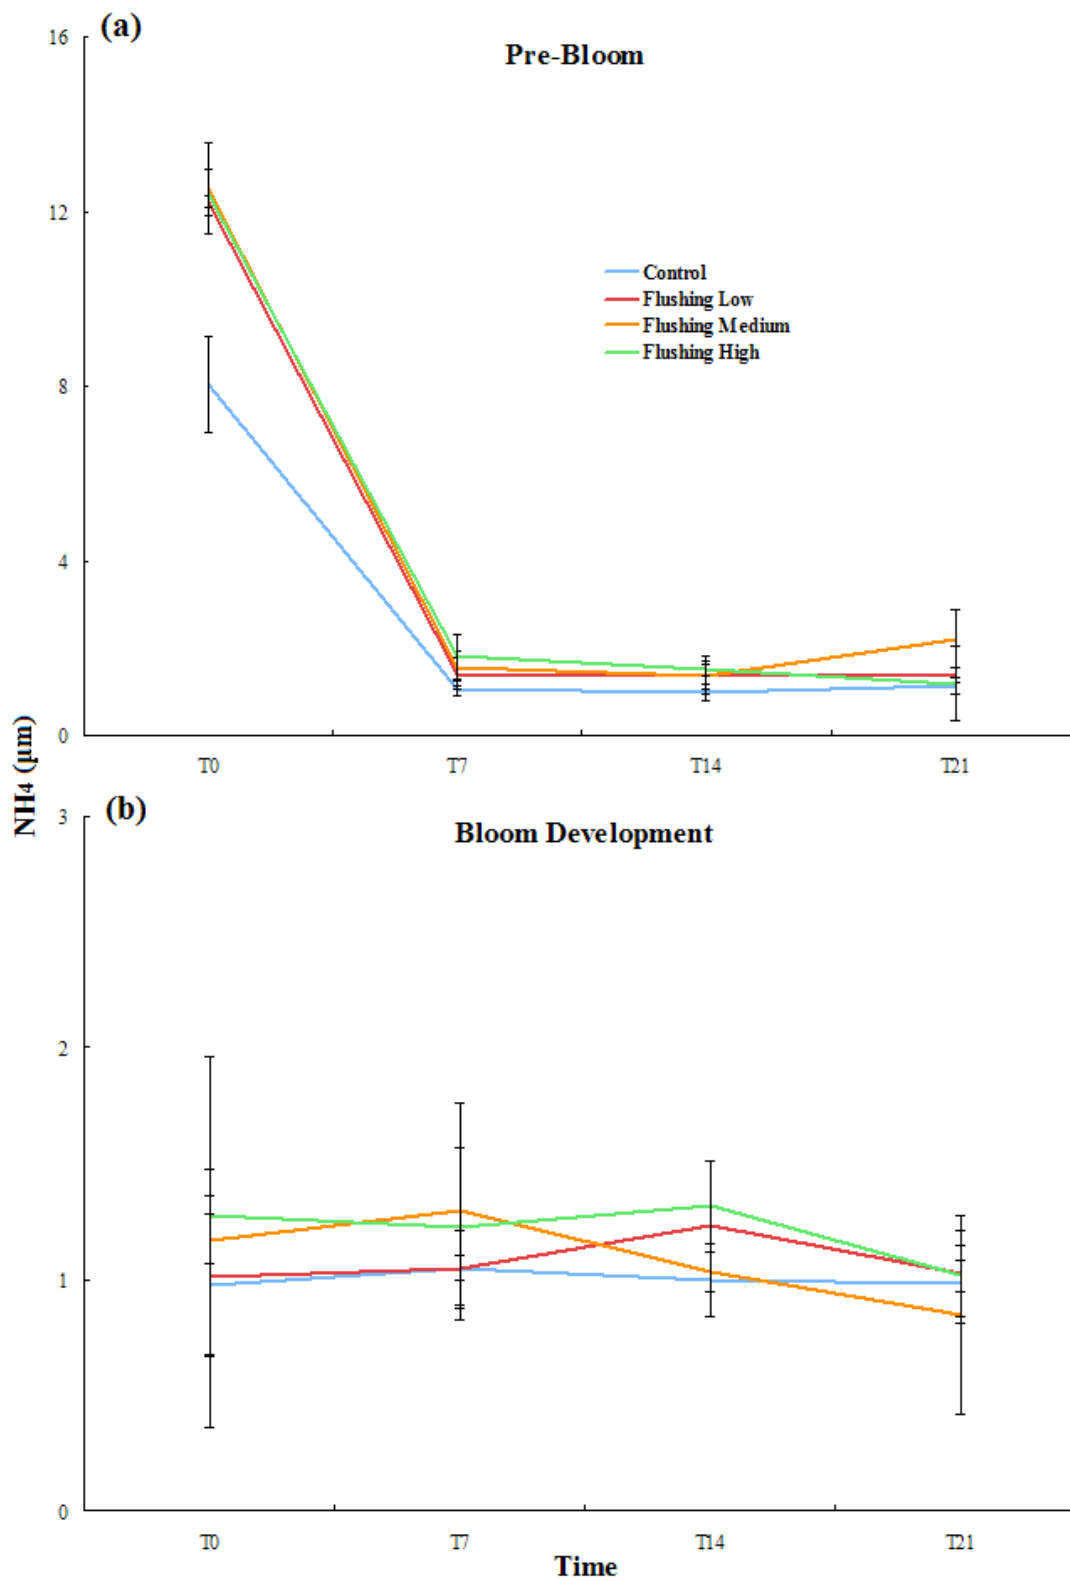 (a)
Pre-Bloom
16
12
8
4
0
Control
Flushing Low
Flushing Medium
Flushing High
T0 T7 T14 T21
NH4 (μm)
(b)
Bloom Development
3
2
1
0
T0 T7 T14 T21
Time